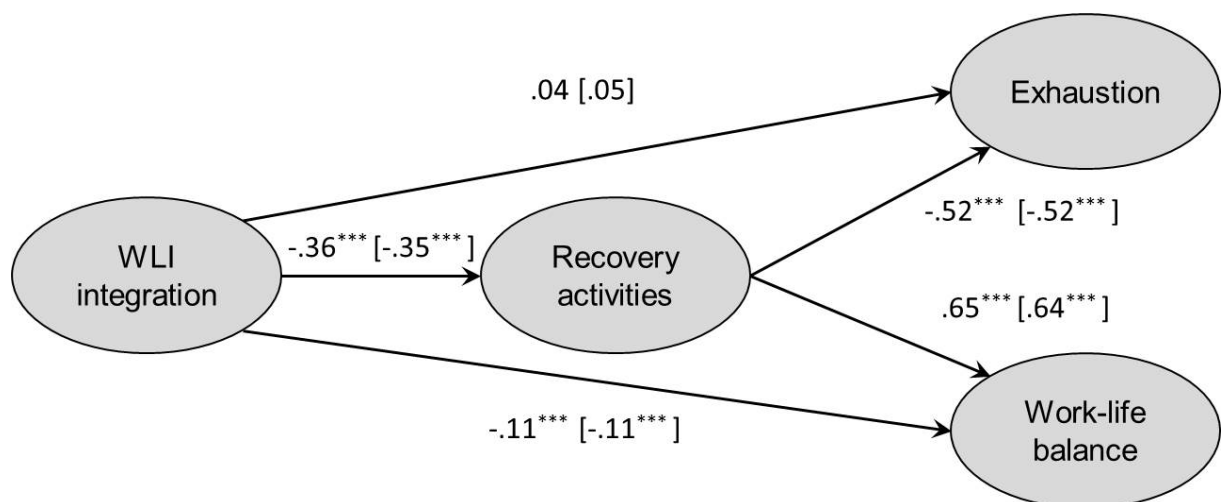 .04 [.05]
Exhaustion
-.52*** [-.52***]
WLI
integration
-.36*** [-.35***]
Recovery
activities
.65*** [.64***]
-.11*** [-.11***]
Work-life
balance